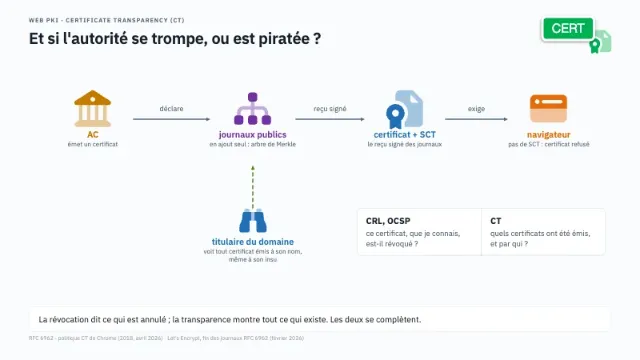 WEB PKI - CERTIFICATE TRANSPARENCY (CT)
Et si l'autorité se trompe, ou est piratée ?
CERT
déclare
reçu signé
exige
AC
émet un certificat
journaux publics
en ajout seul : arbre de Merkle
certificat + SCT
le reçu signé des journaux
navigateur
pas de SCT : certificat refusé
titulaire du domaine
voit tout certificat émis à son nom,
même à son insu
CRL, OCSP
ce certificat, que je connais,
est-il révoqué ?
CT
quels certificats ont été émis,
et par qui ?
La révocation dit ce qui est annulé ; la transparence montre tout ce qui existe. Les deux se complètent.
RFC 6962 · politique CT de Chrome (2018, avril 2026) · Let's Encrypt, fin des journaux RFC 6962 (février 2026)